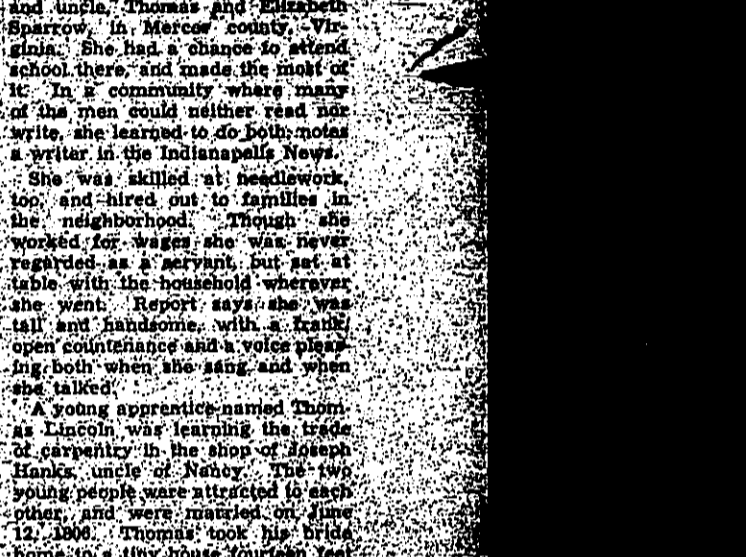 and uncle, Thomas and Elizabeth
Sparrow, in Mercer county, Vir-
ginia. She had a chance to attend
school there, and made the most of
it. In a community where many
of the men could neither read nor
write, she learned to do both, notes
a writer in the Indianapolis News.
She was skilled at needlework,
too, and hired out to families in
the neighborhood. Though she
worked for wages she was never
regarded as a servant, but sat at
table with the household wherever
she went. Report says she was
tall and handsome, with a frank,
open countenance and a voice pleas-
ing both when she sang and when
she talked.
A young apprentice named Thom-
as Lincoln was learning the trade
of carpentry in the shop of Joseph
Hanks, uncle of Nancy. The two
young people were attracted to each
other, and were married on June
12, 1806. Thomas took his bride
home to a tiny house fourteen feet